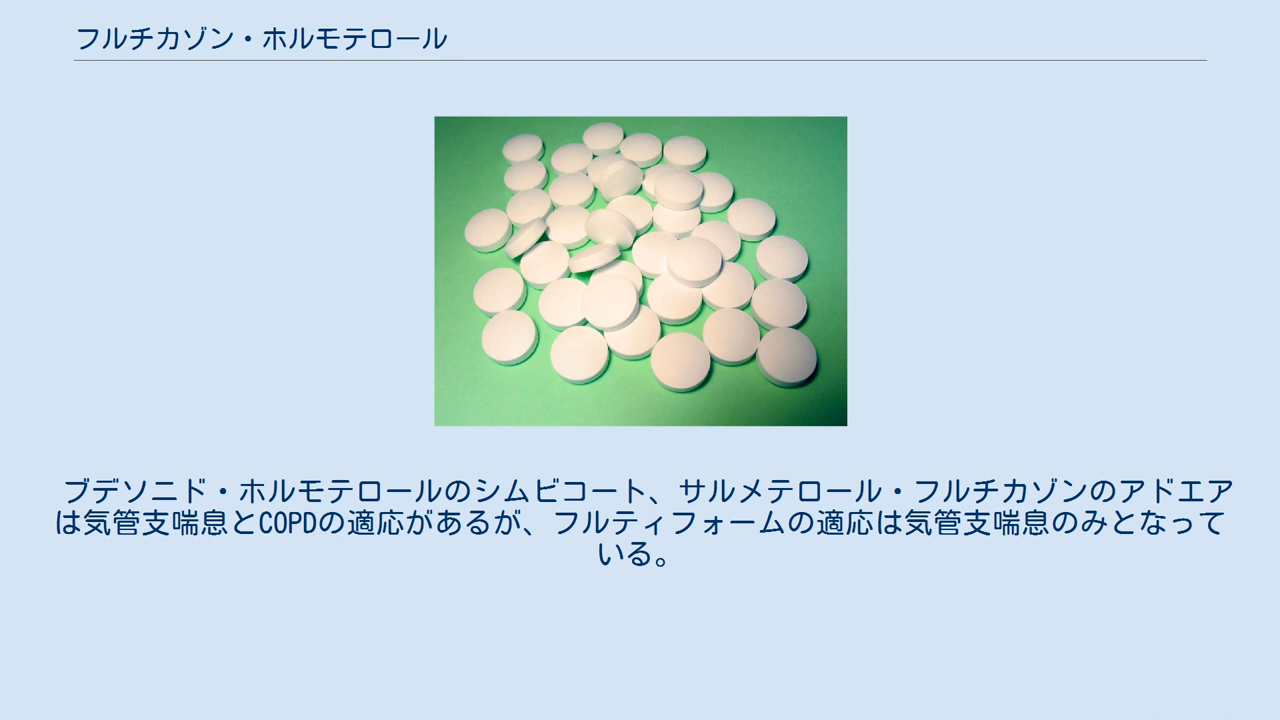 フルチカゾン・ホルモテロール
ブデソニド・ホルモテロールのシムビコート、サルメテロール・フルチカゾンのアドエア
は気管支喘息とCOPDの適応があるが、フルティフォームの適応は気管支喘息のみとなって
いる。